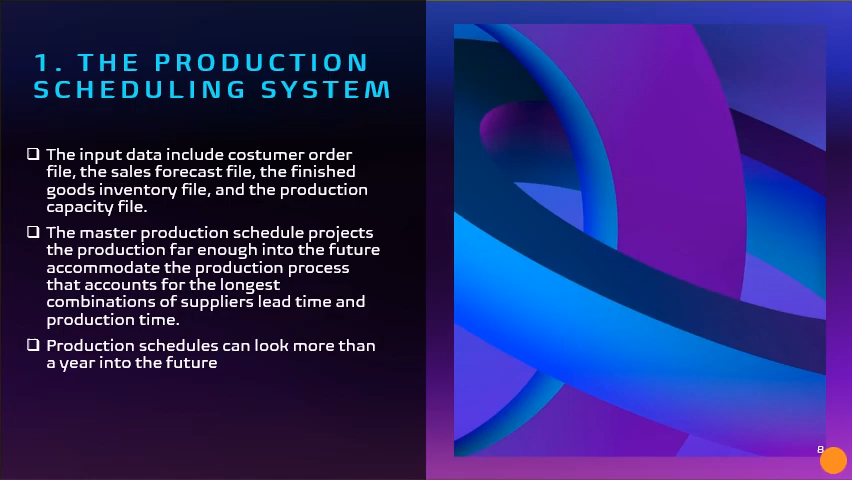 1. THE PRODUCTION
SCHEDULING SYSTEM
❑ The input data include costumer order
file, the sales forecast file, the finished
goods inventory file, and the production
capacity file.
❑ The master production schedule projects
the production far enough into the future
accommodate the production process
that accounts for the longest
combinations of suppliers lead time and
production time.
❑ Production schedules can look more than
a year into the future
8